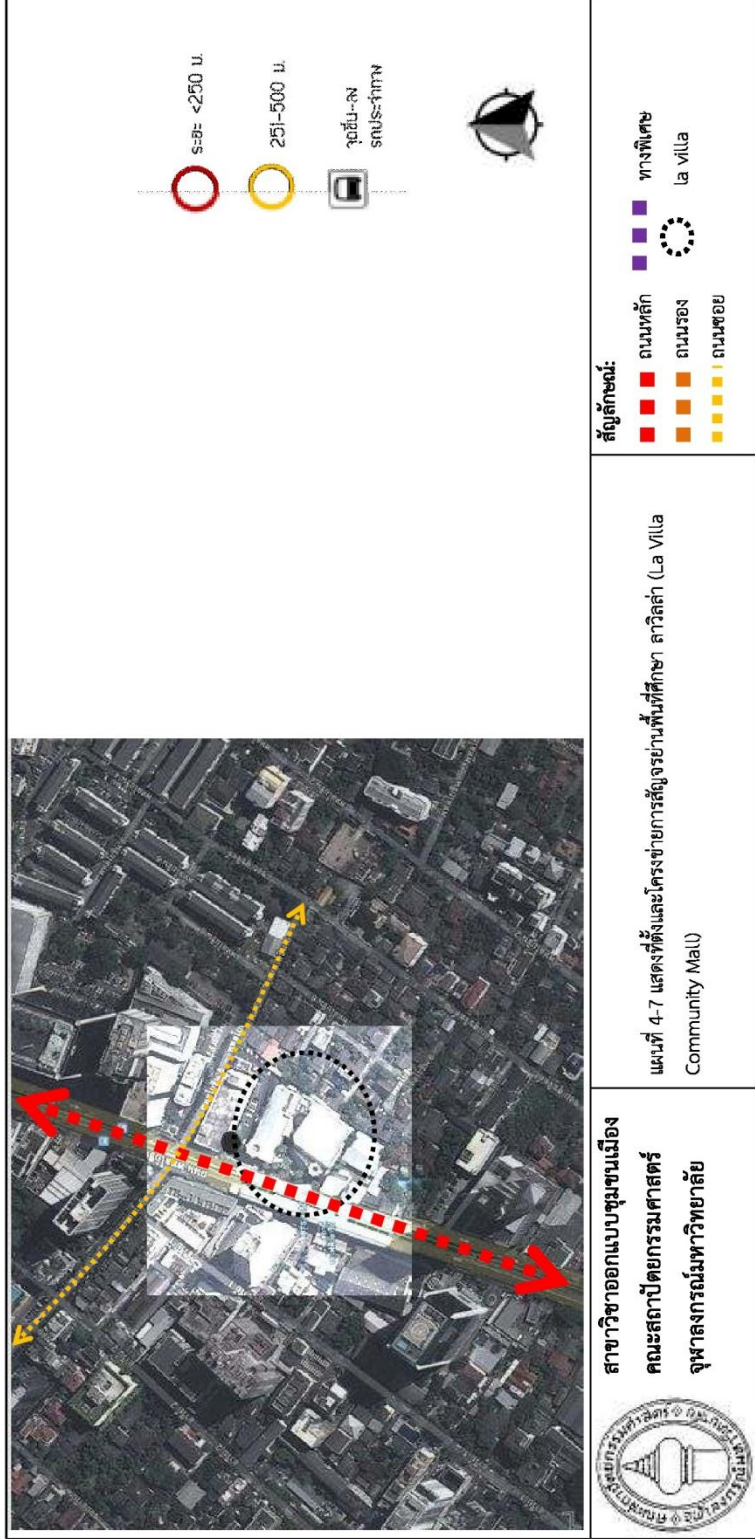 ระยะ <250 ม.
251-500 ม.
จุดขึ้น-ลง
รถประจำทาง
สาขาวิชาออกแบบชุมชนเมือง
คณะสถาปัตยกรรมศาสตร์
จุฬาลงกรณ์มหาวิทยาลัย
แผนที่ 4-7 แสดงที่ตั้งและโครงข่ายการสัญจรย่านพื้นที่ศึกษา ลาวิลล่า (La Villa
Community Mall)
สัญลักษณ์:
ถนนหลัก
ถนนรอง
ถนนซอย
ทางพิเศษ
la villa